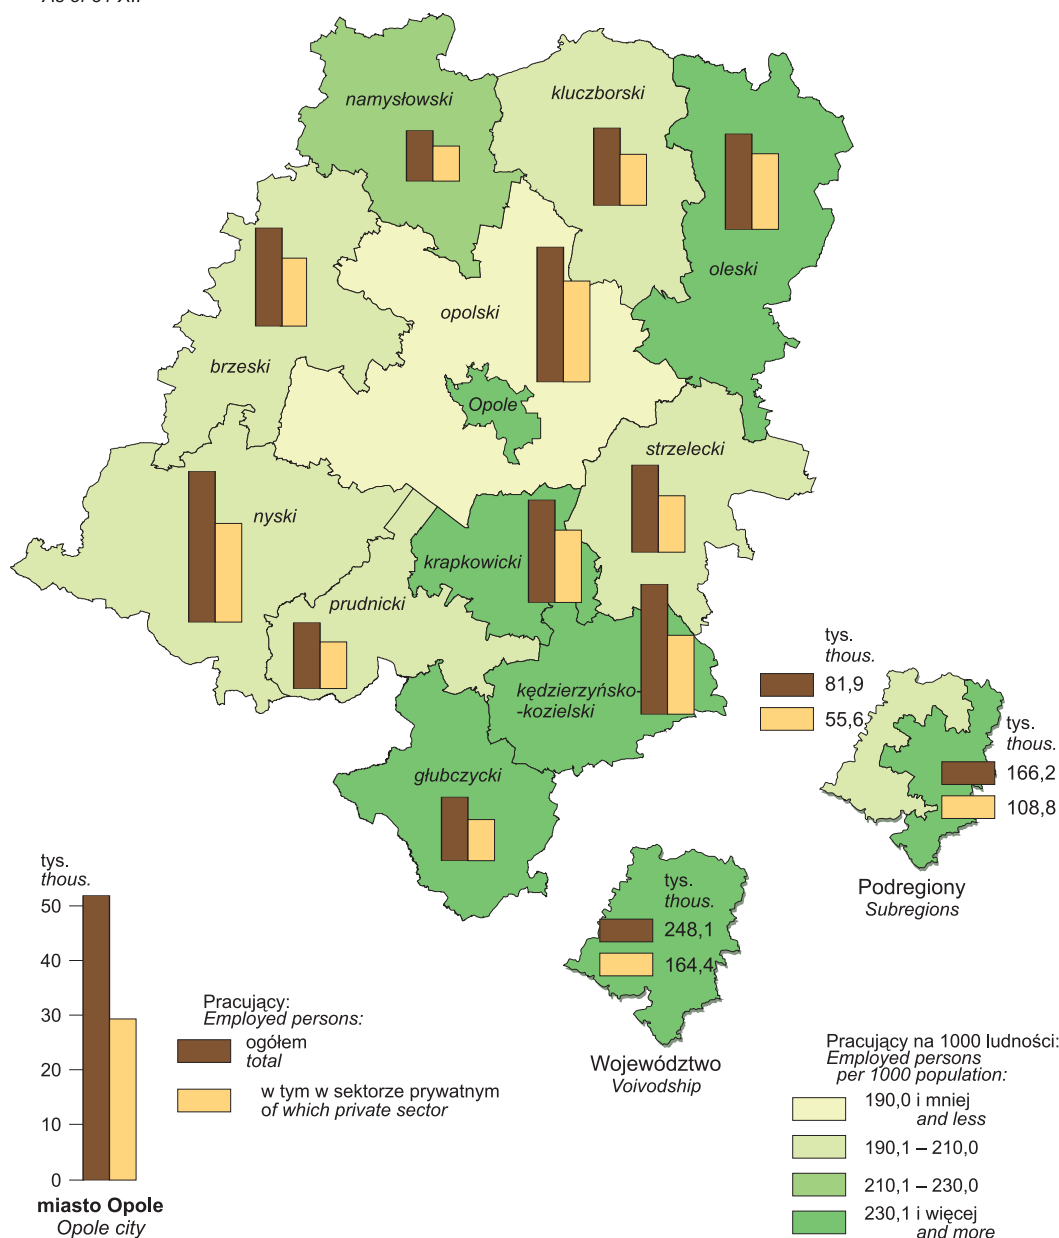 namysłowski
kluczborski
oleski
opolski
brzeski
Opole
strzelecki
nyski
krapkowicki
prudnicki
kędzierzyńsko-
-kozielski
głubczycki
tys.
thous.
81,9
55,6
tys.
thous.
166,2
108,8
Podregiony
Subregions
tys.
thous.
248,1
164,4
Województwo
Voivodship
tys.
thous.
50
40
30
20
10
0
miasto Opole
Opole city
Pracujący:
Employed persons:
ogółem
total
w tym w sektorze prywatnym
of which private sector
Pracujący na 1000 ludności:
Employed persons
per 1000 population:
190,0 i mniej
and less
190,1 – 210,0
210,1 – 230,0
230,1 i więcej
and more